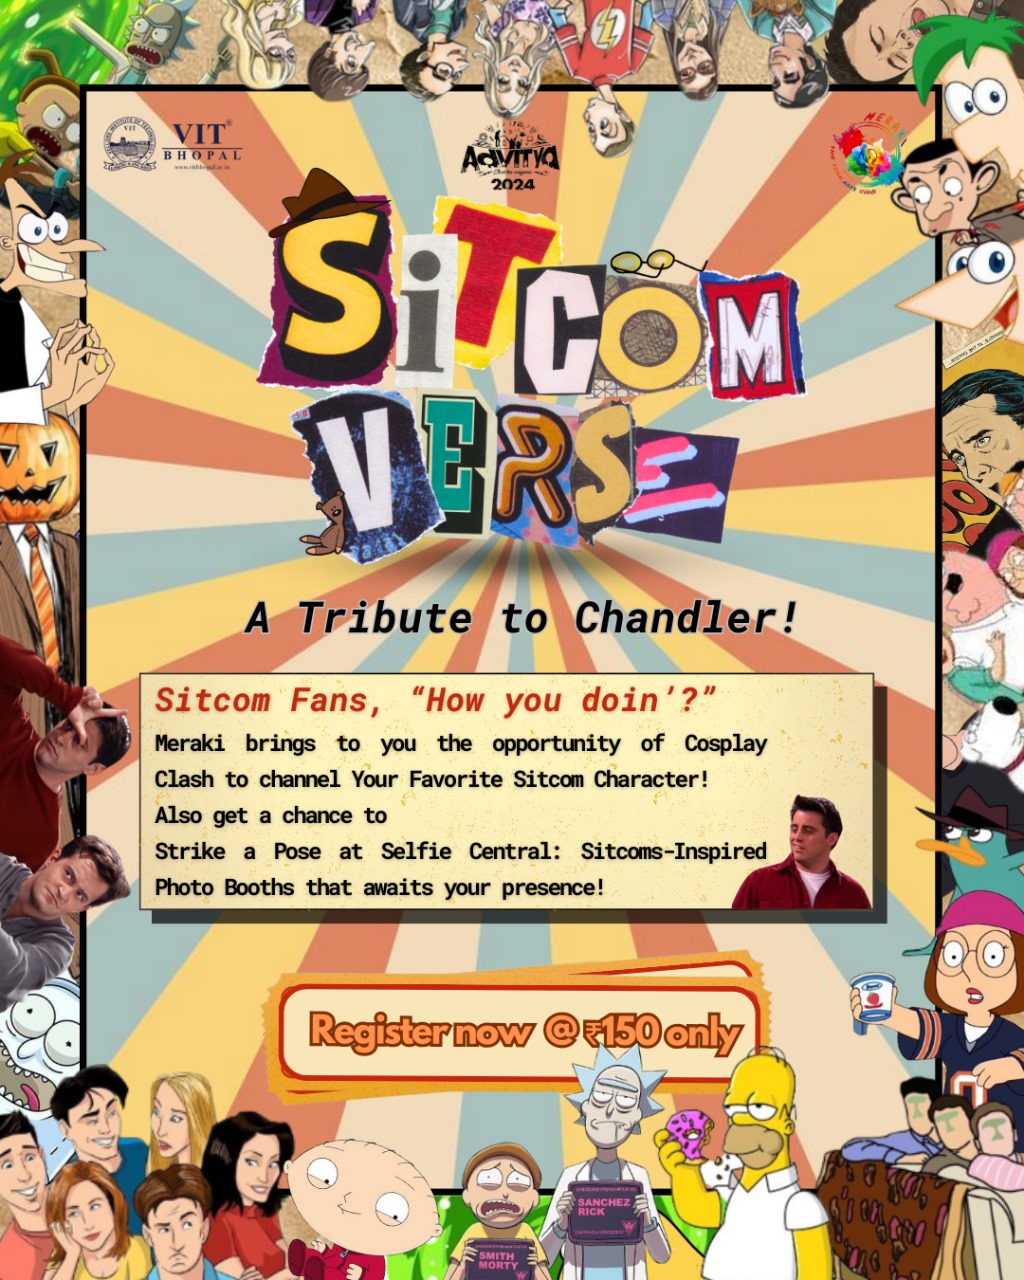 VIT®
BHOPAL
www.vitbhopal.ac.in
VIT
AdVITya
2024
MERAKI
SiTCOM
VERSE
A Tribute to Chandler!
Sitcom Fans, “How you doin’?”
Meraki brings to you the opportunity of Cosplay
Clash to channel Your Favorite Sitcom Character!
Also get a chance to
Strike a Pose at Selfie Central: Sitcoms-Inspired
Photo Booths that awaits your presence!
Register now @ ₹150 only
SANCHEZ
RICK
SMITH
MORTY